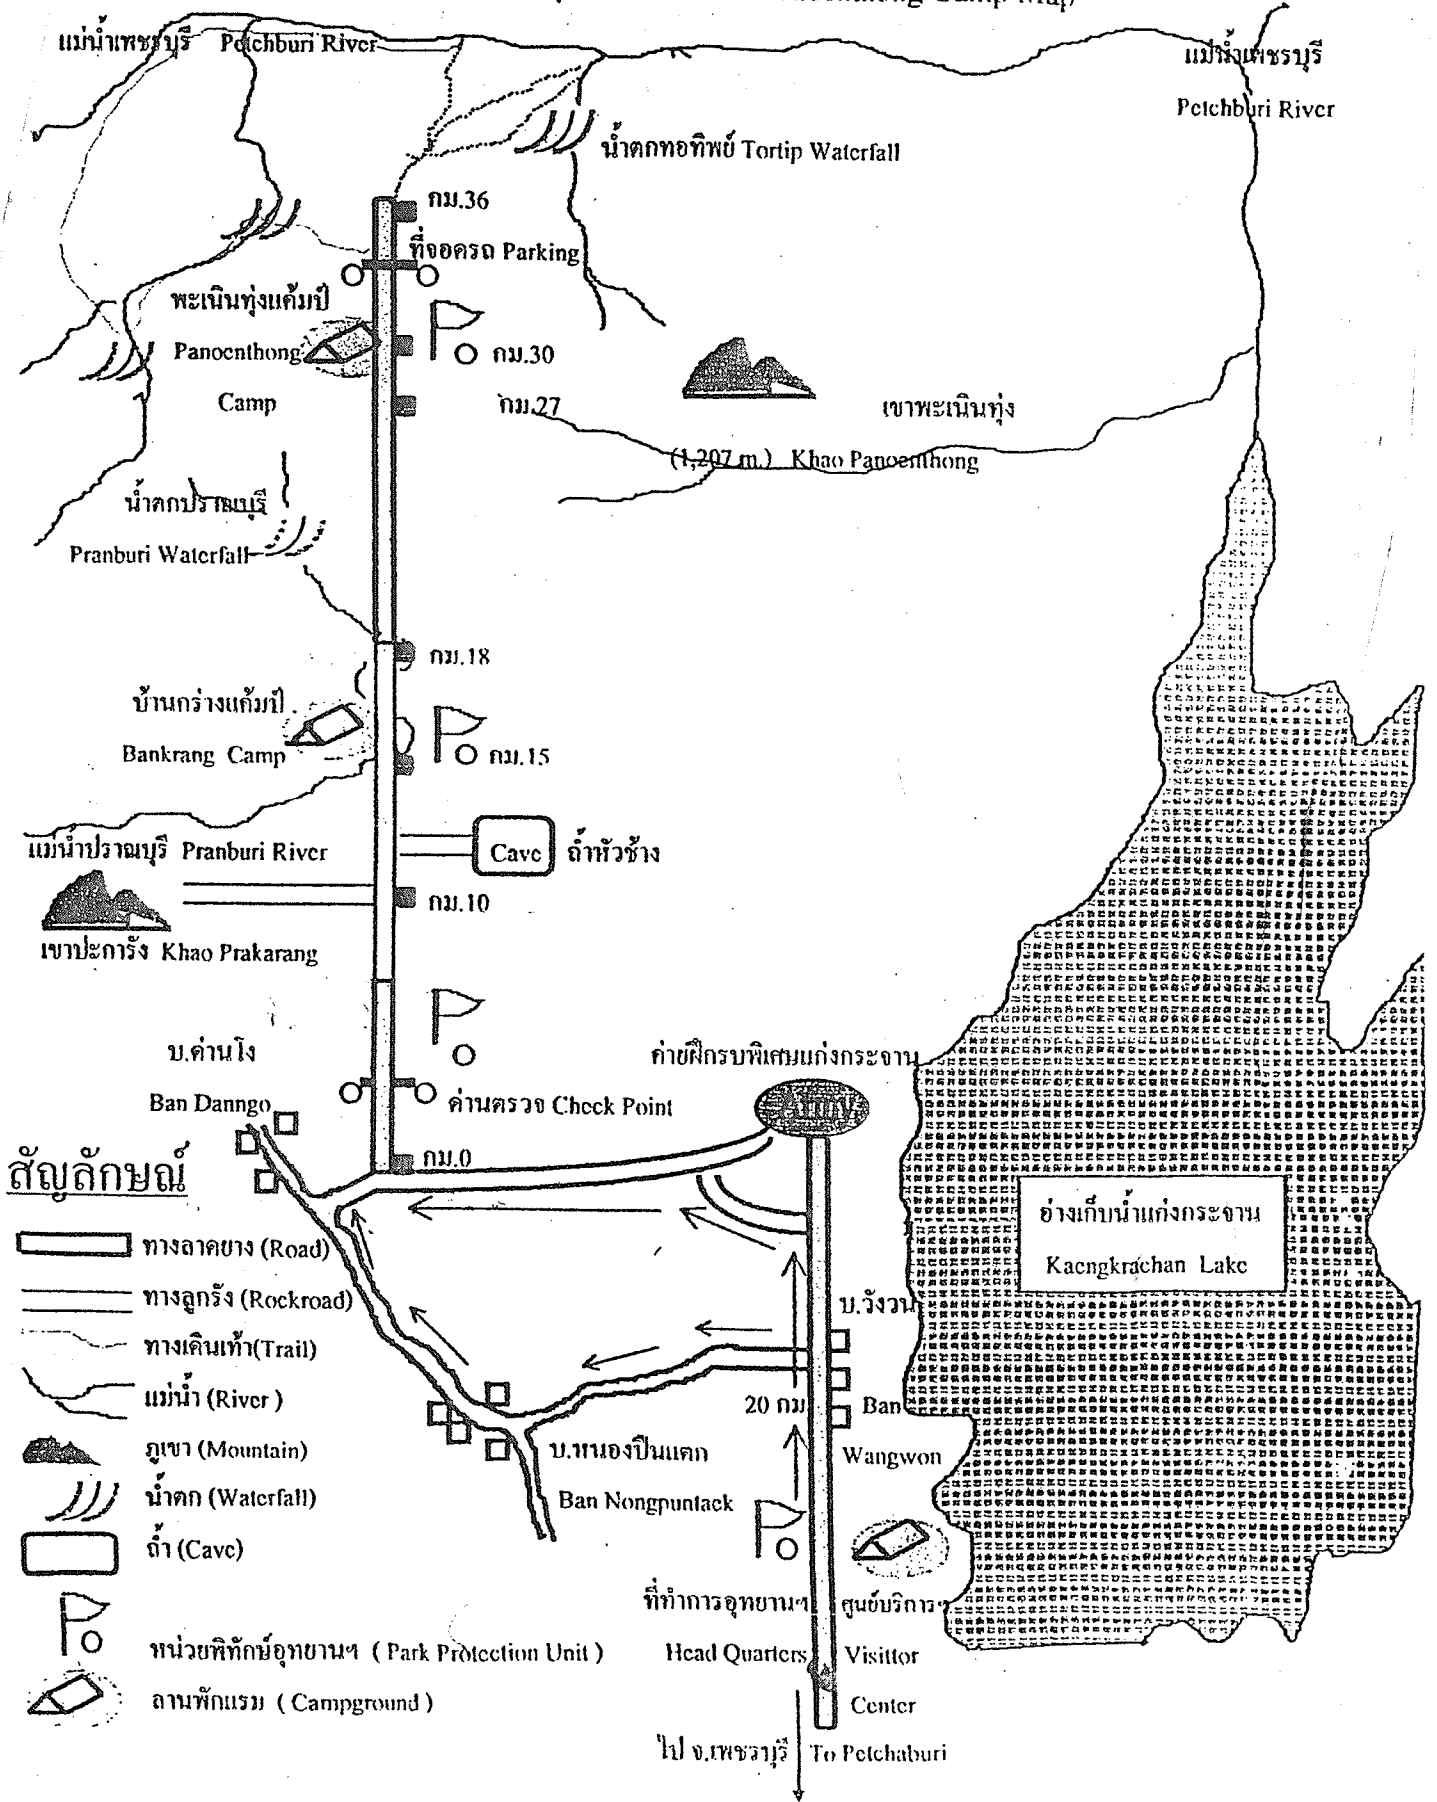 Camp Map
แม่น้ำเพชรบุรี Petchburi River
แม่น้ำเพชรบุรี
Petchburi River
น้ำตกทอทิพย์ Tortip Waterfall
กม.36
ที่จอดรถ Parking
พะเนินทุ่งแค้มป์
Panoenthong
Camp
กม.30
กม.27
เขาพะเนินทุ่ง
(1,207 m.) Khao Panoenthong
น้ำตกปราณบุรี
Pranburi Waterfall
กม.18
บ้านกร่างแค้มป์
Bankrang Camp
กม.15
แม่น้ำปราณบุรี Pranburi River
Cave ถ้ำหัวช้าง
กม.10
เขาปะการัง Khao Prakarang
บ.ด่านโง
Ban Danngo
ค่ายฝึกรบพิเศษแก่งกระจาน
Army
ด่านตรวจ Check Point
กม.0
สัญลักษณ์
ทางลาดยาง (Road)
ทางลูกรัง (Rockroad)
ทางเดินเท้า(Trail)
แม่น้ำ (River )
ภูเขา (Mountain)
น้ำตก (Waterfall)
ถ้ำ (Cave)
หน่วยพิทักษ์อุทยานฯ ( Park Protection Unit )
ลานพักแรม ( Campground )
อ่างเก็บน้ำแก่งกระจาน
Kaengkrachan Lake
บ.วังวน
20 กม.
Ban
Wangwon
บ.หนองปืนแตก
Ban Nongpuntack
ที่ทำการอุทยานฯ ศูนย์บริการฯ
Head Quarters Visittor
Center
ไป จ.เพชรบุรี To Petchaburi